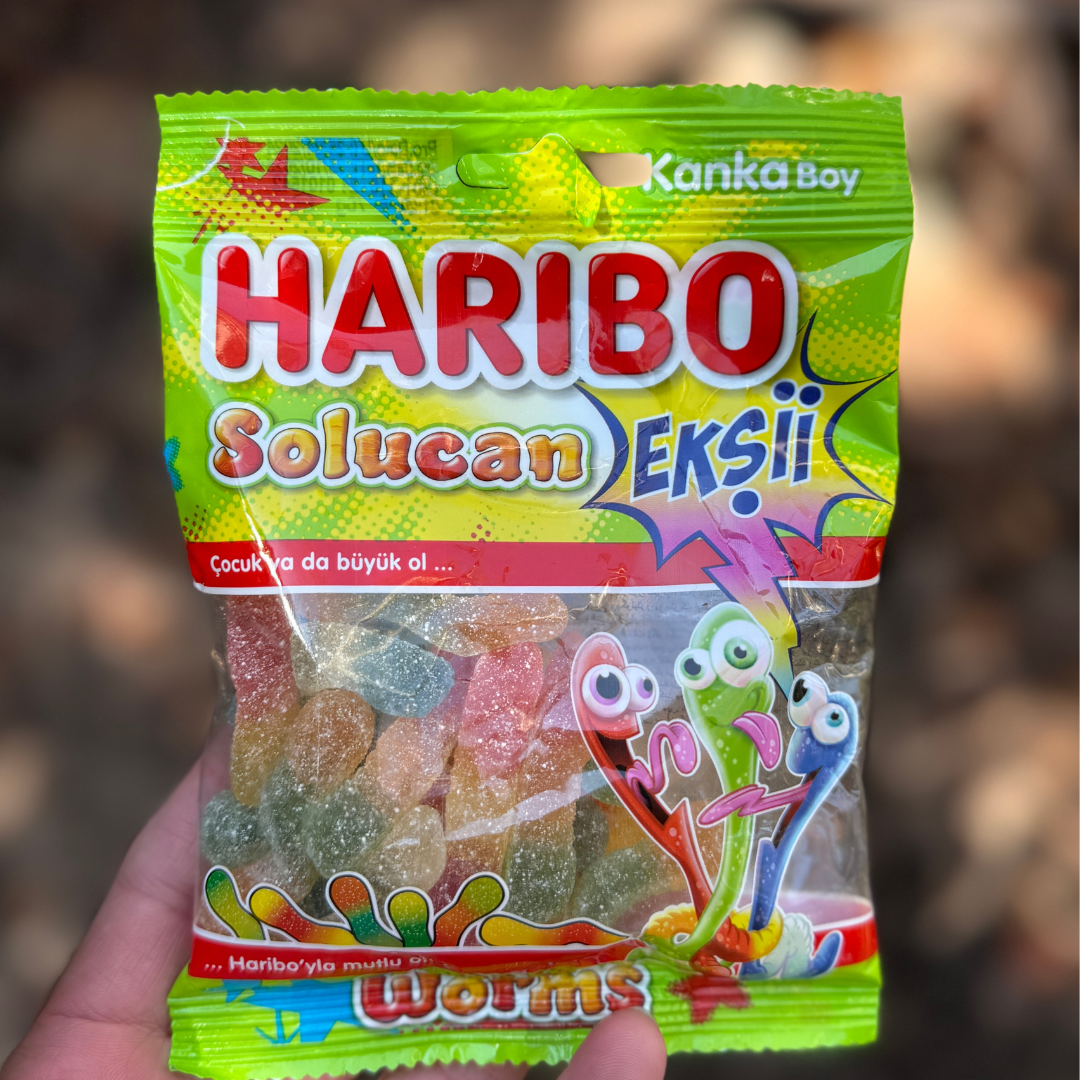 Kanka Boy
HARIBO
Solucan
EKŞİİ
Çocuk ya da büyük ol ...
... Haribo'yla mutlu
Worms